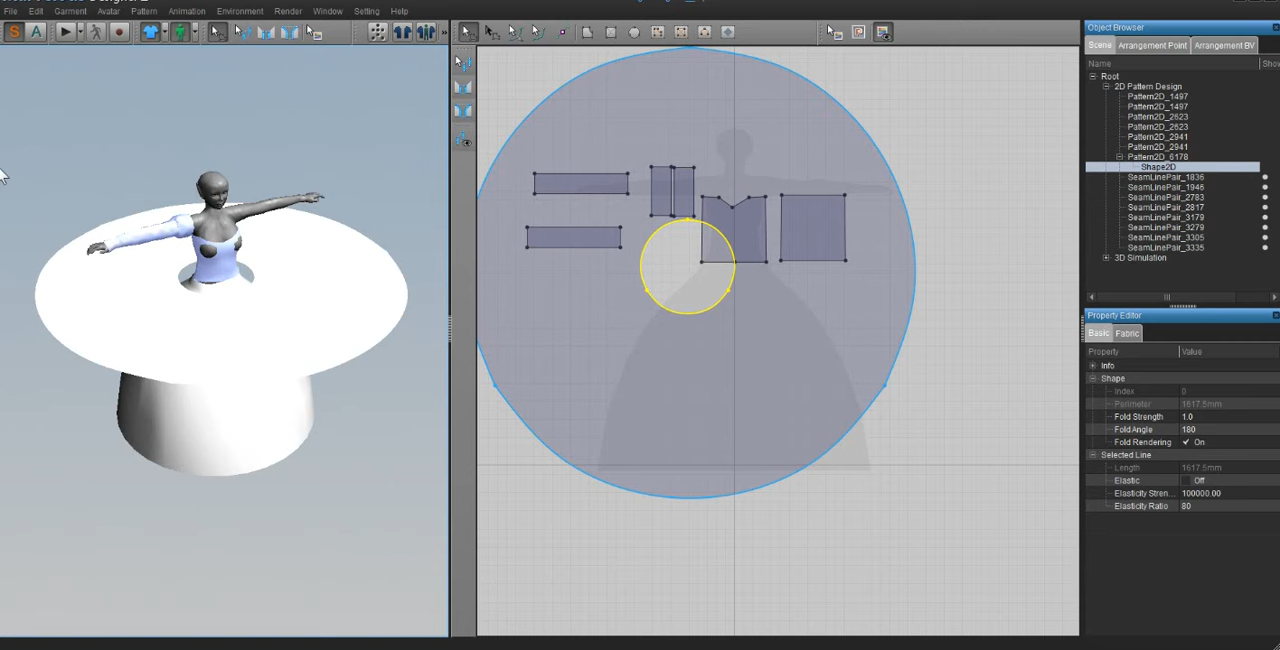 Designer 2
File Edit Garment Avatar Pattern Animation Environment Render Window Setting Help
S A
Object Browser
Scene Arrangement Point Arrangement BV
Name Show
Root
2D Pattern Design
Pattern2D_1497
Pattern2D_1497
Pattern2D_2623
Pattern2D_2623
Pattern2D_2941
Pattern2D_2941
Pattern2D_6178
Shape2D
SeamLinePair_1836
SeamLinePair_1946
SeamLinePair_2783
SeamLinePair_2817
SeamLinePair_3179
SeamLinePair_3279
SeamLinePair_3305
SeamLinePair_3335
3D Simulation
Property Editor
Basic Fabric
Property Value
Info
Shape
Index 0
Perimeter 1617.5mm
Fold Strength 1.0
Fold Angle 180
Fold Rendering On
Selected Line
Length 1617.5mm
Elastic Off
Elasticity Stren... 100000.00
Elasticity Ratio 80